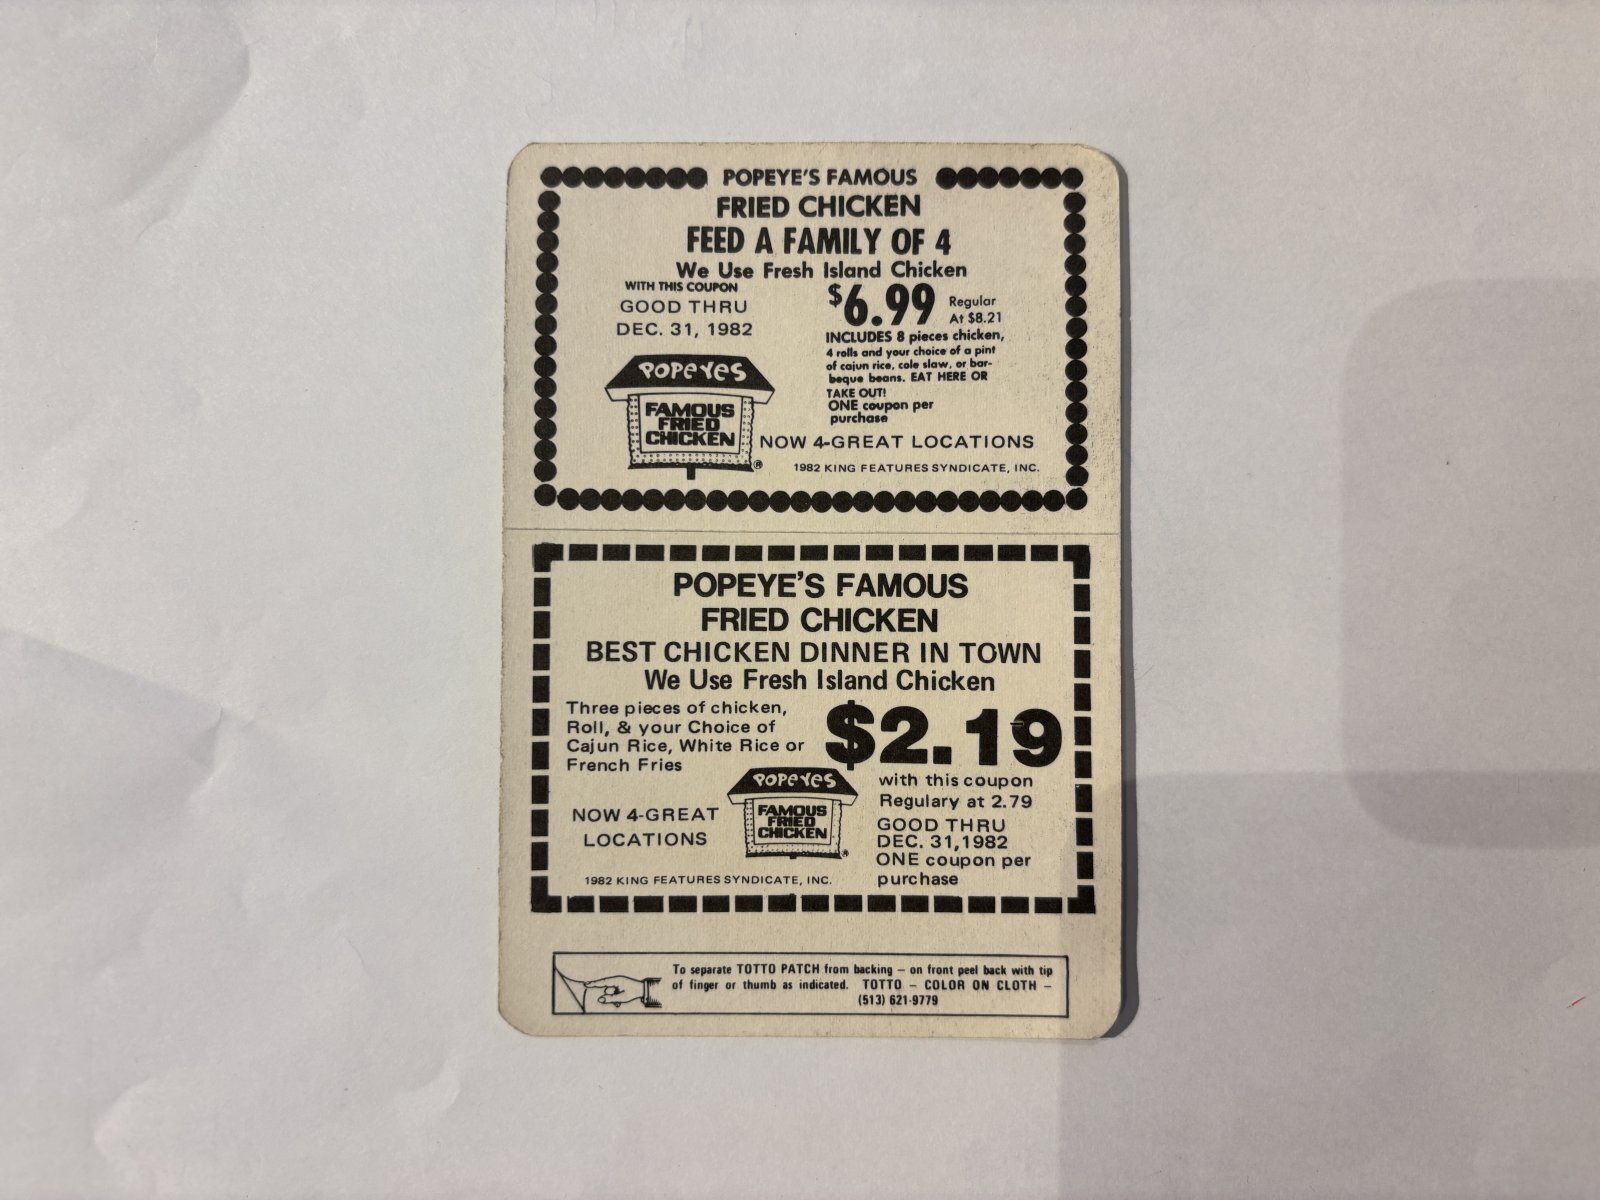 POPEYE'S FAMOUS
FRIED CHICKEN
FEED A FAMILY OF 4
We Use Fresh Island Chicken
WITH THIS COUPON
GOOD THRU
DEC. 31, 1982
$6.99 Regular
At $8.21
INCLUDES 8 pieces chicken,
4 rolls and your choice of a pint
of cajun rice, cole slaw, or bar-
beque beans. EAT HERE OR
TAKE OUT!
ONE coupon per
purchase
POPEYES
FAMOUS
FRIED
CHICKEN
®
NOW 4-GREAT LOCATIONS
1982 KING FEATURES SYNDICATE, INC.
POPEYE'S FAMOUS
FRIED CHICKEN
BEST CHICKEN DINNER IN TOWN
We Use Fresh Island Chicken
Three pieces of chicken,
Roll, & your Choice of
Cajun Rice, White Rice or
French Fries
$2.19
with this coupon
Regulary at 2.79
GOOD THRU
DEC. 31,1982
ONE coupon per
purchase
POPEYES
FAMOUS
FRIED
CHICKEN
®
NOW 4-GREAT
LOCATIONS
1982 KING FEATURES SYNDICATE, INC.
To separate TOTTO PATCH from backing – on front peel back with tip
of finger or thumb as indicated. TOTTO – COLOR ON CLOTH –
(513) 621-9779